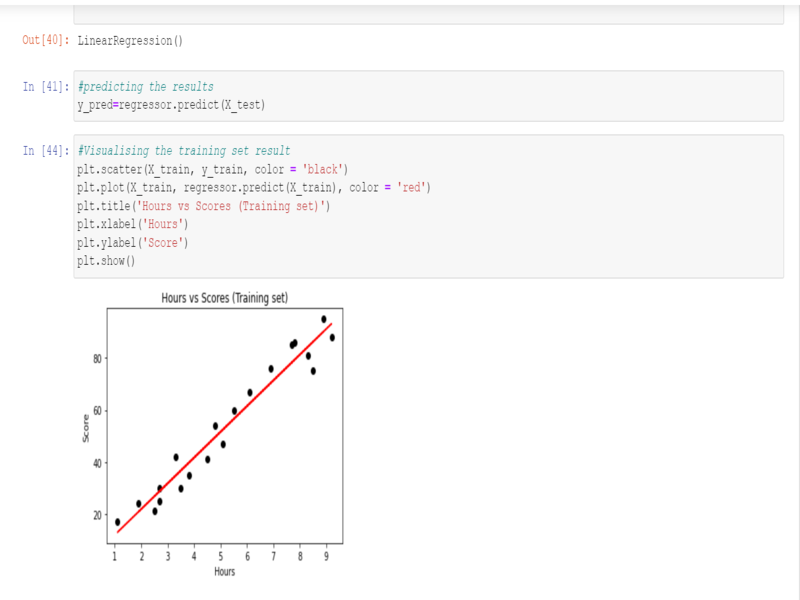 Out[40]: LinearRegression()
In [41]: #predicting the results
y_pred=regressor.predict(X_test)
In [44]: #Visualising the training set result
plt.scatter(X_train, y_train, color = 'black')
plt.plot(X_train, regressor.predict(X_train), color = 'red')
plt.title('Hours vs Scores (Training set)')
plt.xlabel('Hours')
plt.ylabel('Score')
plt.show()
Hours vs Scores (Training set)
80
60
40
20
Score
1 2 3 4 5 6 7 8 9
Hours